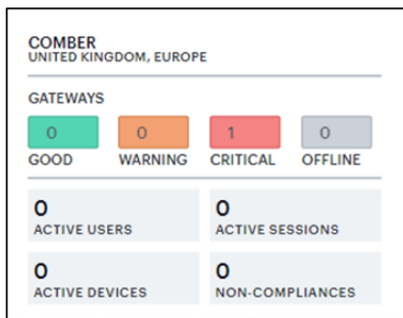 COMBER
UNITED KINGDOM, EUROPE
GATEWAYS
0 0 1 0
GOOD WARNING CRITICAL OFFLINE
0 0
ACTIVE USERS ACTIVE SESSIONS
0 0
ACTIVE DEVICES NON-COMPLIANCES